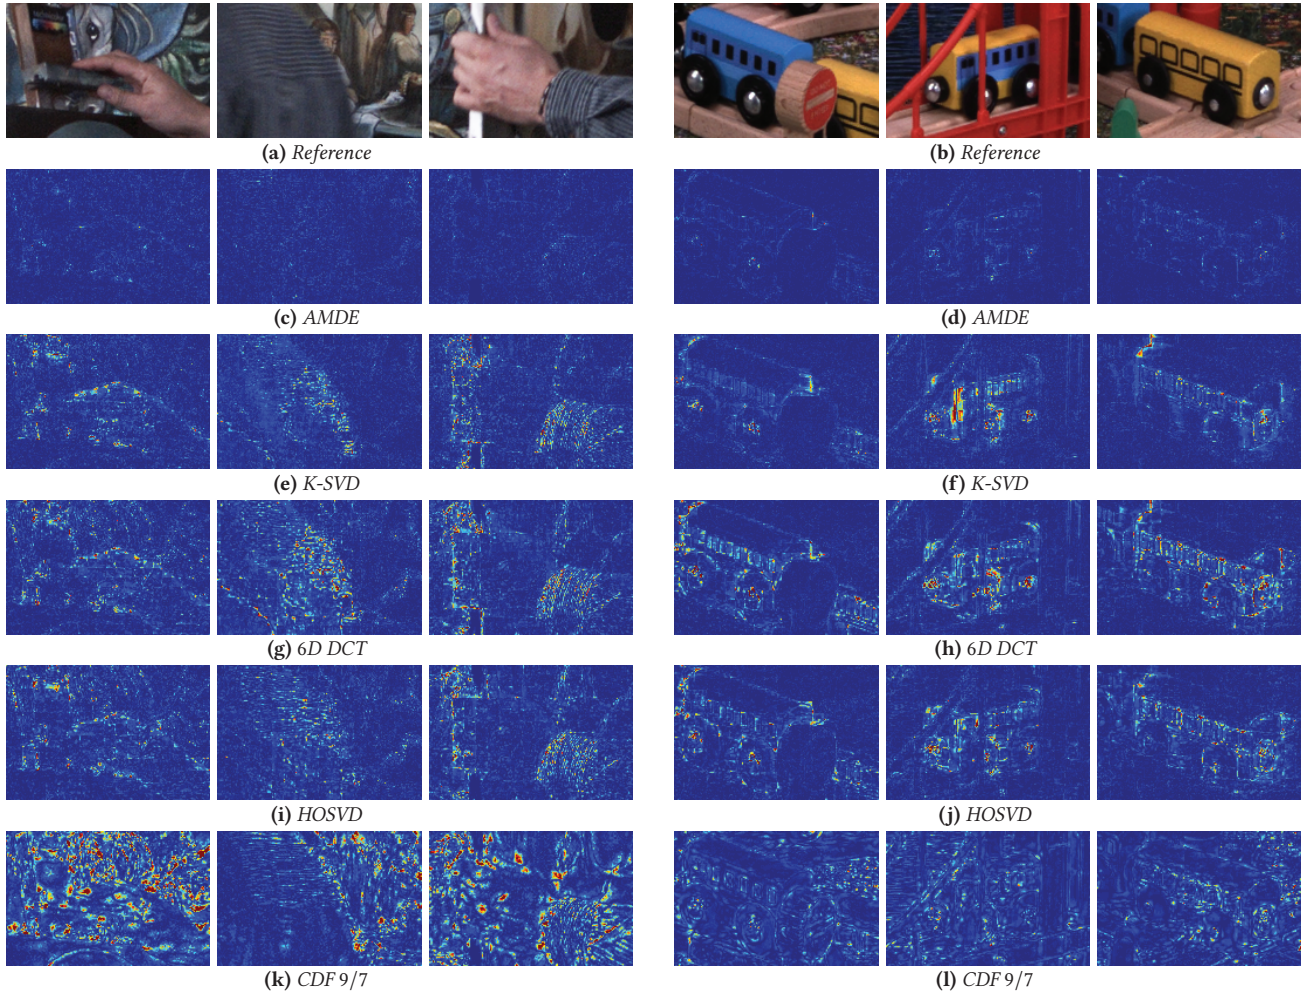 (a) Reference
(b) Reference
(c) AMDE
(d) AMDE
(e) K-SVD
(f) K-SVD
(g) 6D DCT
(h) 6D DCT
(i) HOSVD
(j) HOSVD
(k) CDF 9/7
(l) CDF 9/7